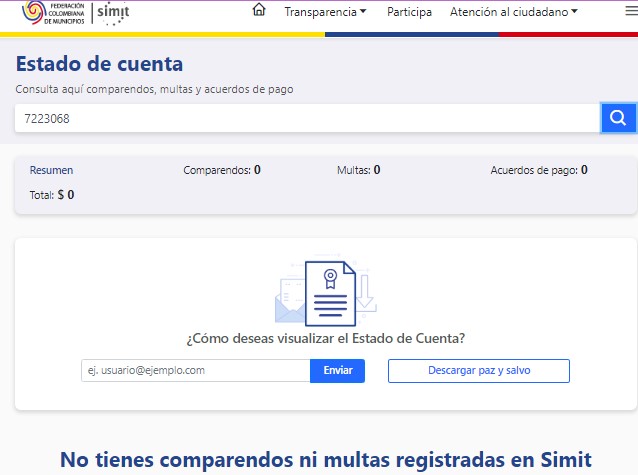 FEDERACIÓN
COLOMBIANA
DE MUNICIPIOS
simit
Transparencia
Participa
Atención al ciudadano
Estado de cuenta
Consulta aquí comparendos, multas y acuerdos de pago
7223068
Resumen
Comparendos: 0
Multas: 0
Acuerdos de pago: 0
Total: $ 0
¿Cómo deseas visualizar el Estado de Cuenta?
ej. usuario@ejemplo.com
Enviar
Descargar paz y salvo
No tienes comparendos ni multas registradas en Simit